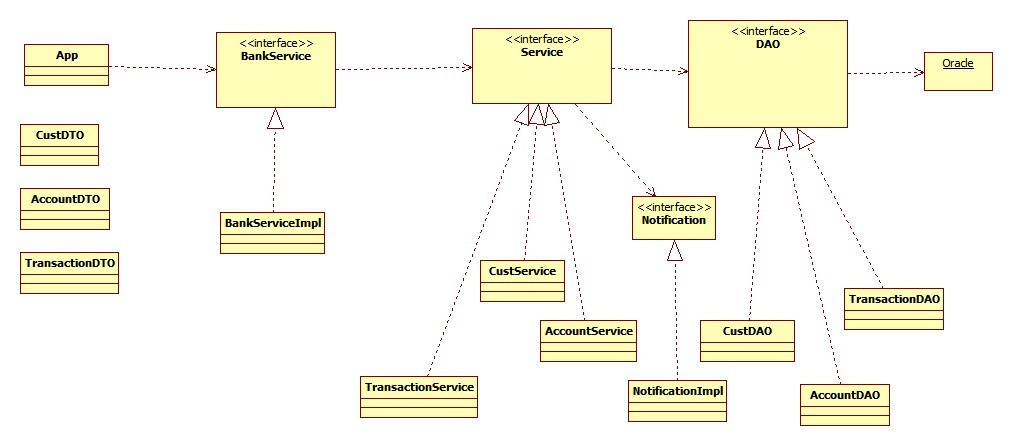 App
<<interface>>
BankService
<<interface>>
Service
<<interface>>
DAO
Oracle
CustDTO
AccountDTO
TransactionDTO
BankServiceImpl
<<interface>>
Notification
CustService
AccountService
TransactionService
NotificationImpl
CustDAO
TransactionDAO
AccountDAO